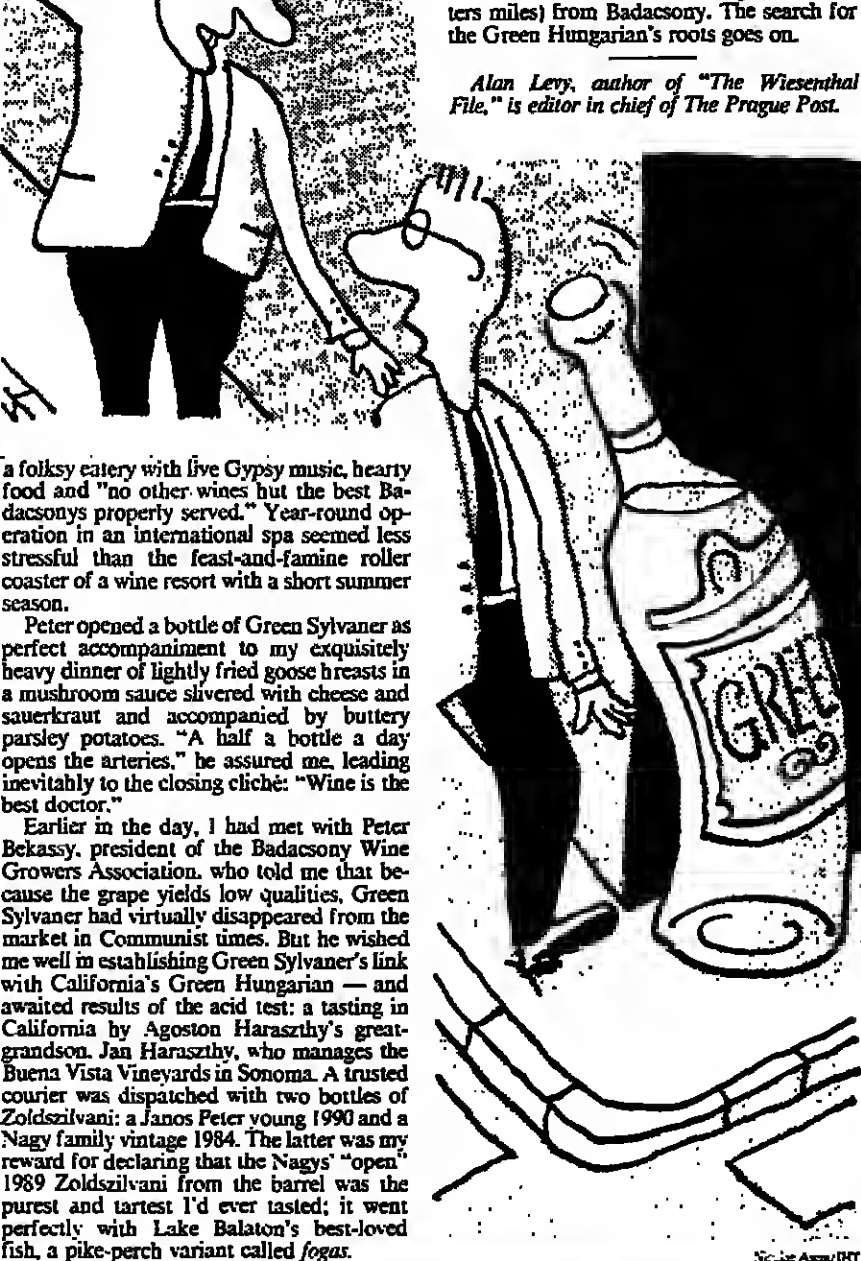 a folksy eatery with live Gypsy music, hearty
food and "no other wines but the best Ba-
dacsonys properly served." Year-round op-
eration in an international spa seemed less
stressful than the feast-and-famine roller
coaster of a wine resort with a short summer
season.
Peter opened a bottle of Green Sylvaner as
perfect accompaniment to my exquisitely
heavy dinner of lightly fried goose breasts in
a mushroom sauce slivered with cheese and
sauerkraut and accompanied by buttery
parsley potatoes. "A half a bottle a day
opens the arteries," he assured me, leading
inevitably to the closing cliché: "Wine is the
best doctor."
Earlier in the day, I had met with Peter
Bekassy, president of the Badacsony Wine
Growers Association, who told me that be-
cause the grape yields low qualities, Green
Sylvaner had virtually disappeared from the
market in Communist times. But he wished
me well in establishing Green Sylvaner's link
with California's Green Hungarian — and
awaited results of the acid test: a tasting in
California by Agoston Haraszthy's great-
grandson, Jan Haraszthy, who manages the
Buena Vista Vineyards in Sonoma. A trusted
courier was dispatched with two bottles of
Zoldszilvani: a Janos Peter young 1990 and a
Nagy family vintage 1984. The latter was my
reward for declaring that the Nagys' "open"
1989 Zoldszilvani from the barrel was the
purest and tartest I'd ever tasted; it went
perfectly with Lake Balaton's best-loved
fish, a pike-perch variant called fogas.
ters miles) from Badacsony. The search for
the Green Hungarian's roots goes on.
Alan Levy, author of "The Wiesenthal
File," is editor in chief of The Prague Post.
GREE